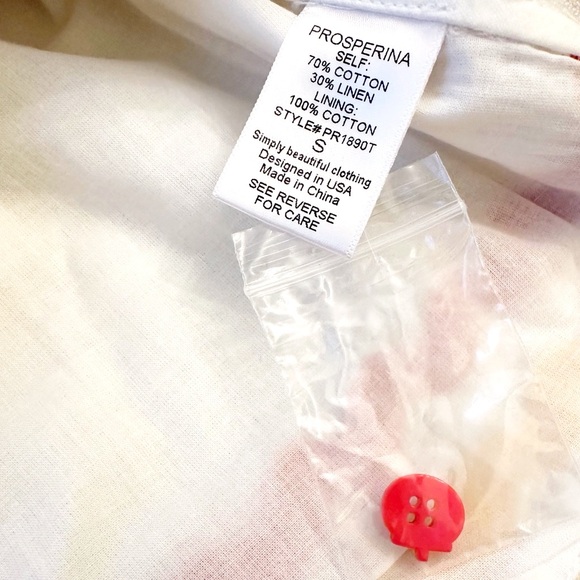 PROSPERINA
SELF:
70% COTTON
30% LINEN
LINING:
100% COTTON
STYLE#PR1890T
S
Simply beautiful clothing
Designed in USA
Made in China
SEE REVERSE
FOR CARE